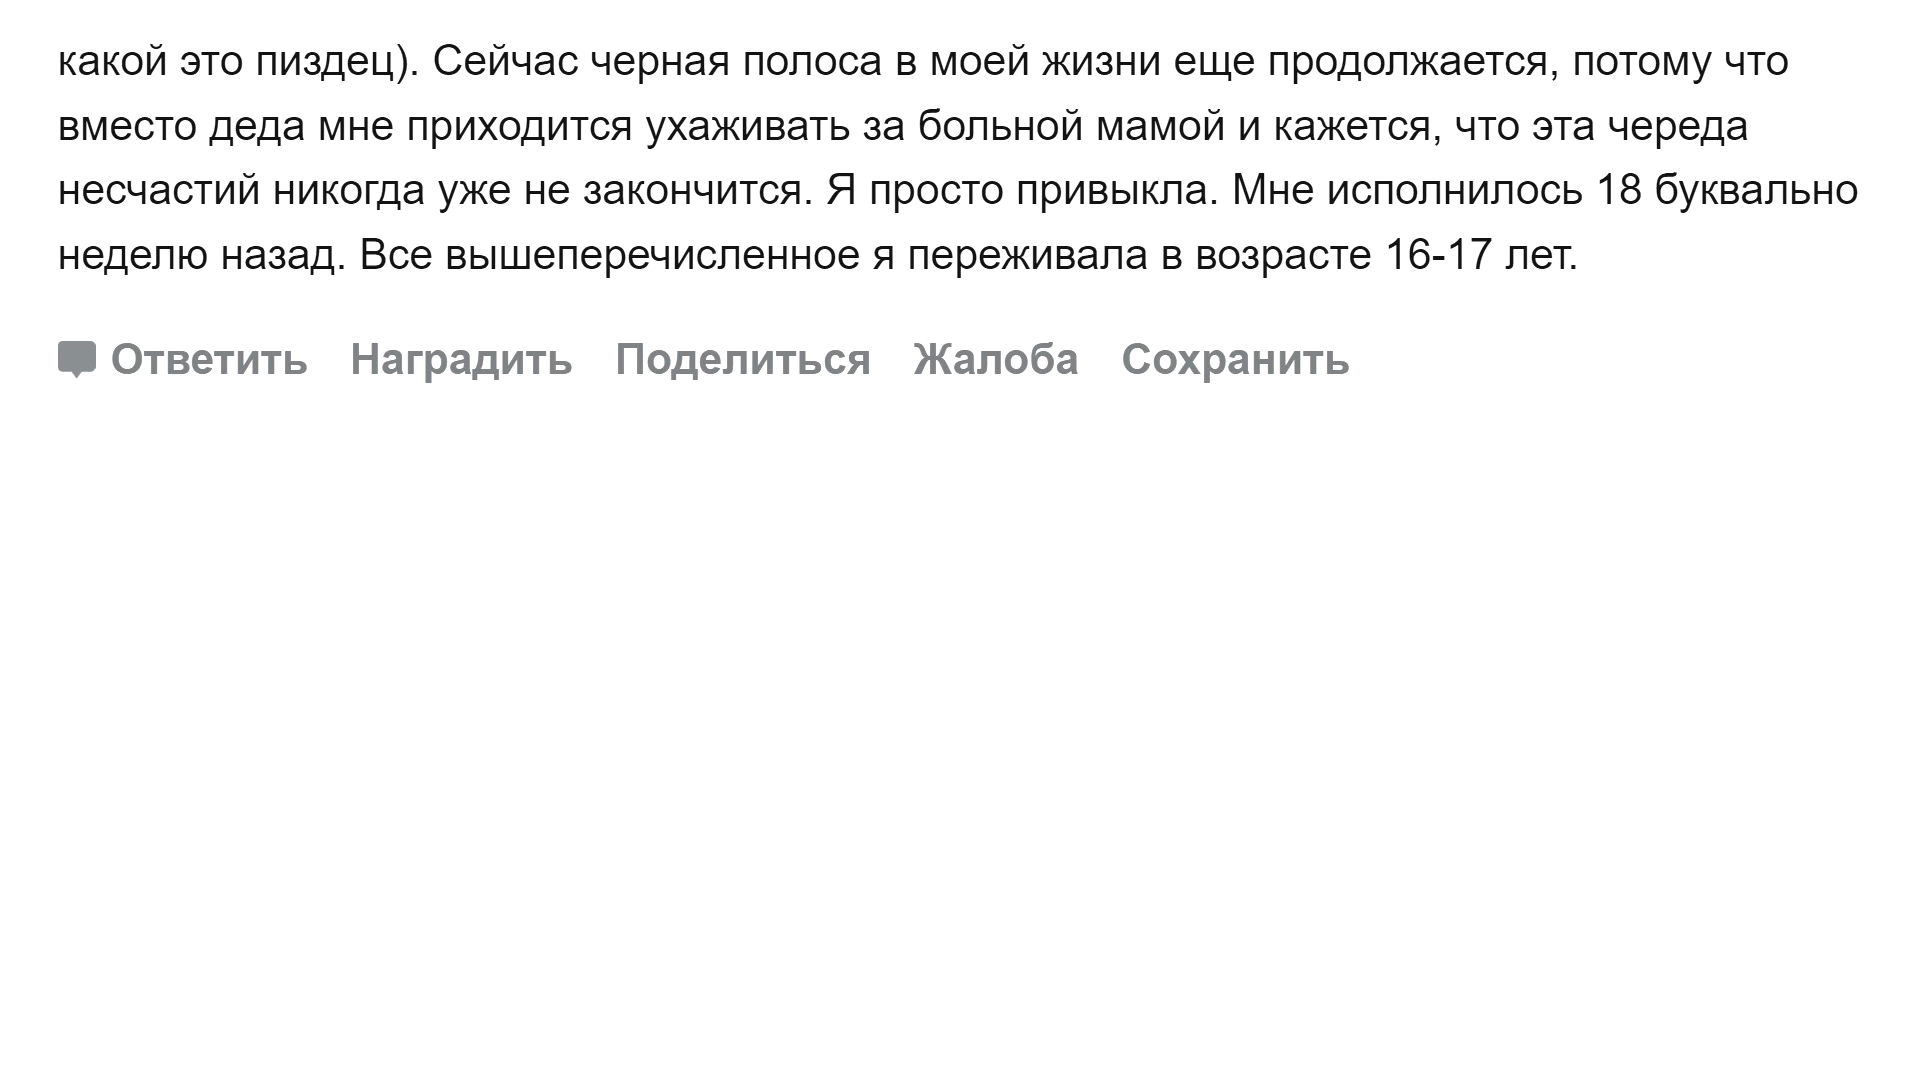 какой это пиздец). Сейчас черная полоса в моей жизни еще продолжается, потому что
вместо деда мне приходится ухаживать за больной мамой и кажется, что эта череда
несчастий никогда уже не закончится. Я просто привыкла. Мне исполнилось 18 буквально
неделю назад. Все вышеперечисленное я переживала в возрасте 16-17 лет.
Ответить Наградить Поделиться Жалоба Сохранить